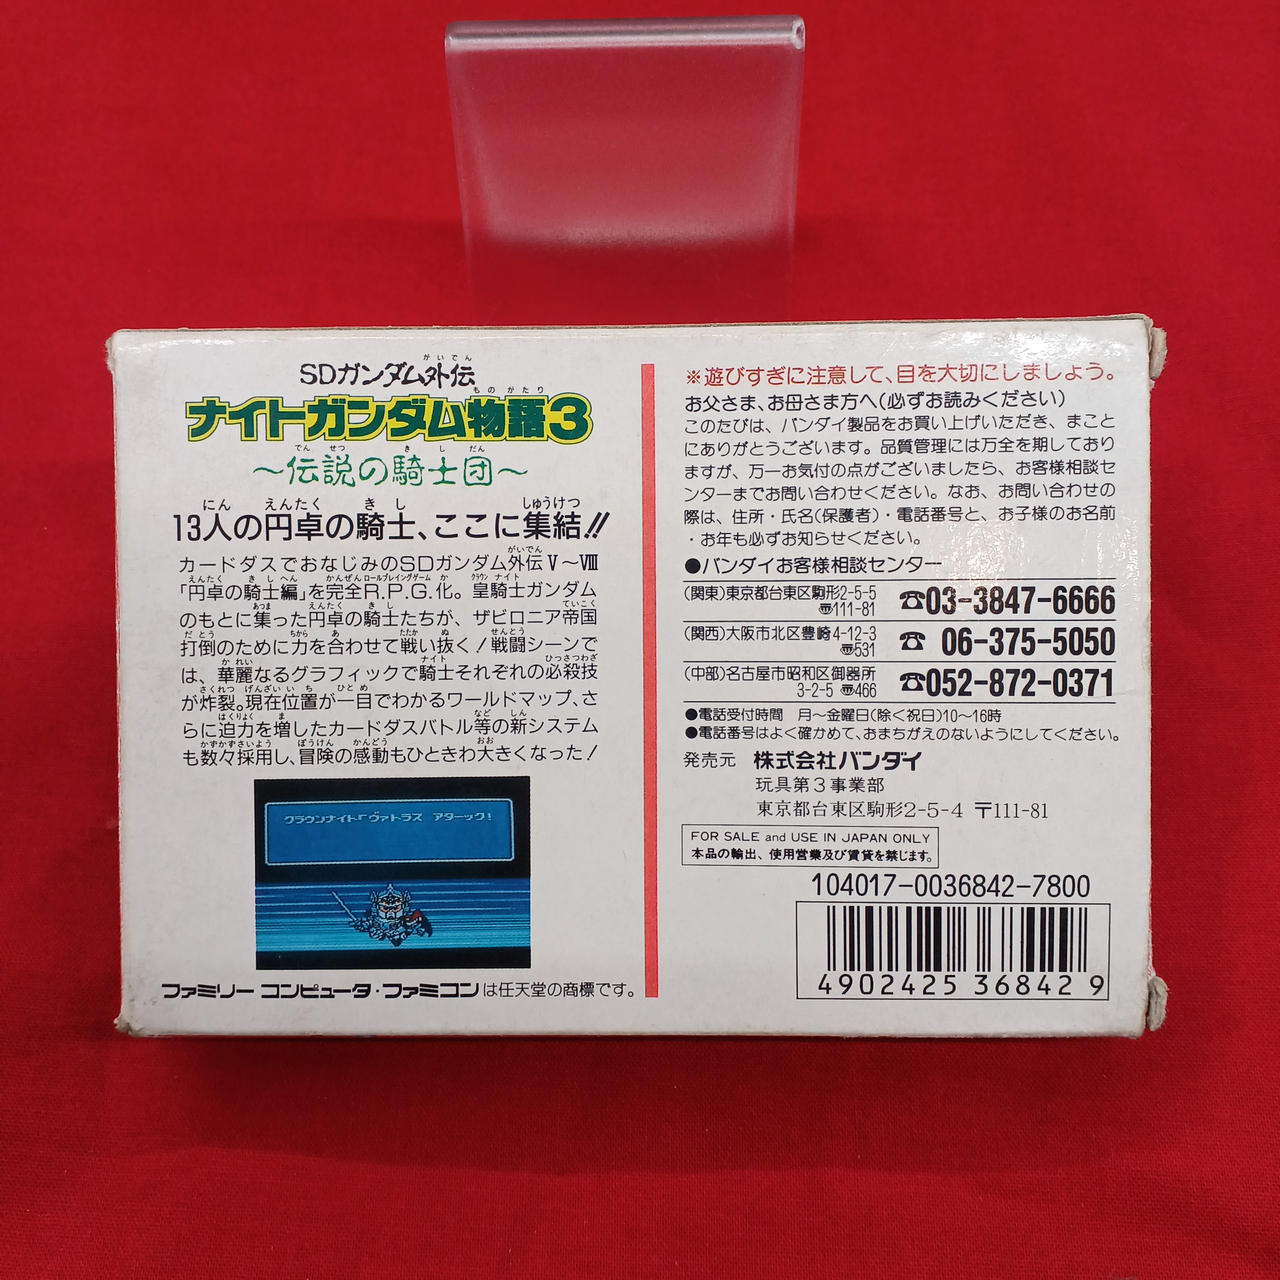 SDガンダム外伝
ナイトガンダム物語3
～伝説の騎士団～
13人の円卓の騎士、ここに集結!!
カードダスでおなじみのSDガンダム外伝Ⅴ～Ⅷ
「円卓の騎士編」を完全R.P.G.化。皇騎士ガンダム
のもとに集った円卓の騎士たちが、ザビロニア帝国
打倒のために力を合わせて戦い抜く!戦闘シーンで
は、華麗なるグラフィックで騎士それぞれの必殺技
が炸裂。現在位置が一目でわかるワールドマップ、さ
らに迫力を増したカードダスバトル等の新システム
も数々採用し、冒険の感動もひときわ大きくなった!
クラウンナイト「ヴァトラス アタック!
ファミリー コンピュータ・ファミコンは任天堂の商標です。
※遊びすぎに注意して、目を大切にしましょう。
お父さま、お母さま方へ(必ずお読みください)
このたびは、バンダイ製品をお買い上げいただき、まこと
にありがとうございます。品質管理には万全を期しており
ますが、万一お気付の点がございましたら、お客様相談セ
ンターまでお問い合わせください。なお、お問い合わせの
際は、住所・氏名(保護者)・電話番号と、お子様のお名前
・お年も必ずお知らせください。
●バンダイお客様相談センター
(関東)東京都台東区駒形2-5-5
〠111-81 ☎03-3847-6666
(関西)大阪市北区豊崎4-12-3
〠531 ☎06-375-5050
(中部)名古屋市昭和区御器所
3-2-5 〠466 ☎052-872-0371
●電話受付時間 月～金曜日(除く祝日)10～16時
●電話番号はよく確かめて、おまちがえのないようにしてください。
発売元 株式会社バンダイ
玩具第3事業部
東京都台東区駒形2-5-4 〒111-81
FOR SALE and USE IN JAPAN ONLY
本品の輸出、使用営業及び賃貸を禁じます。
104017-0036842-7800
4902425368429